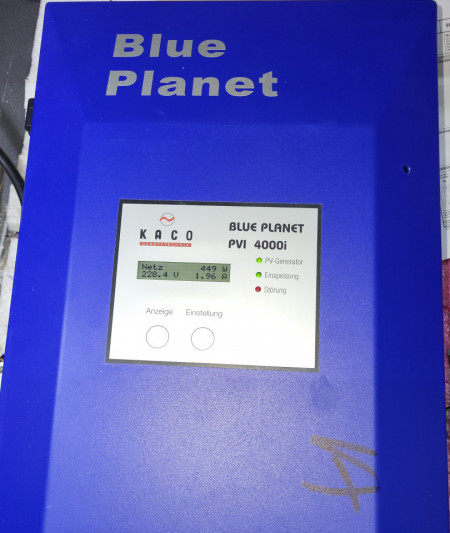 Blue
Planet
KACO
GERÄTETECHNIK
BLUE PLANET
PVI 4000i
Netz 449 W
228.4 V 1.96 A
PV-Generator
Einspeisung
Störung
Anzeige Einstellung